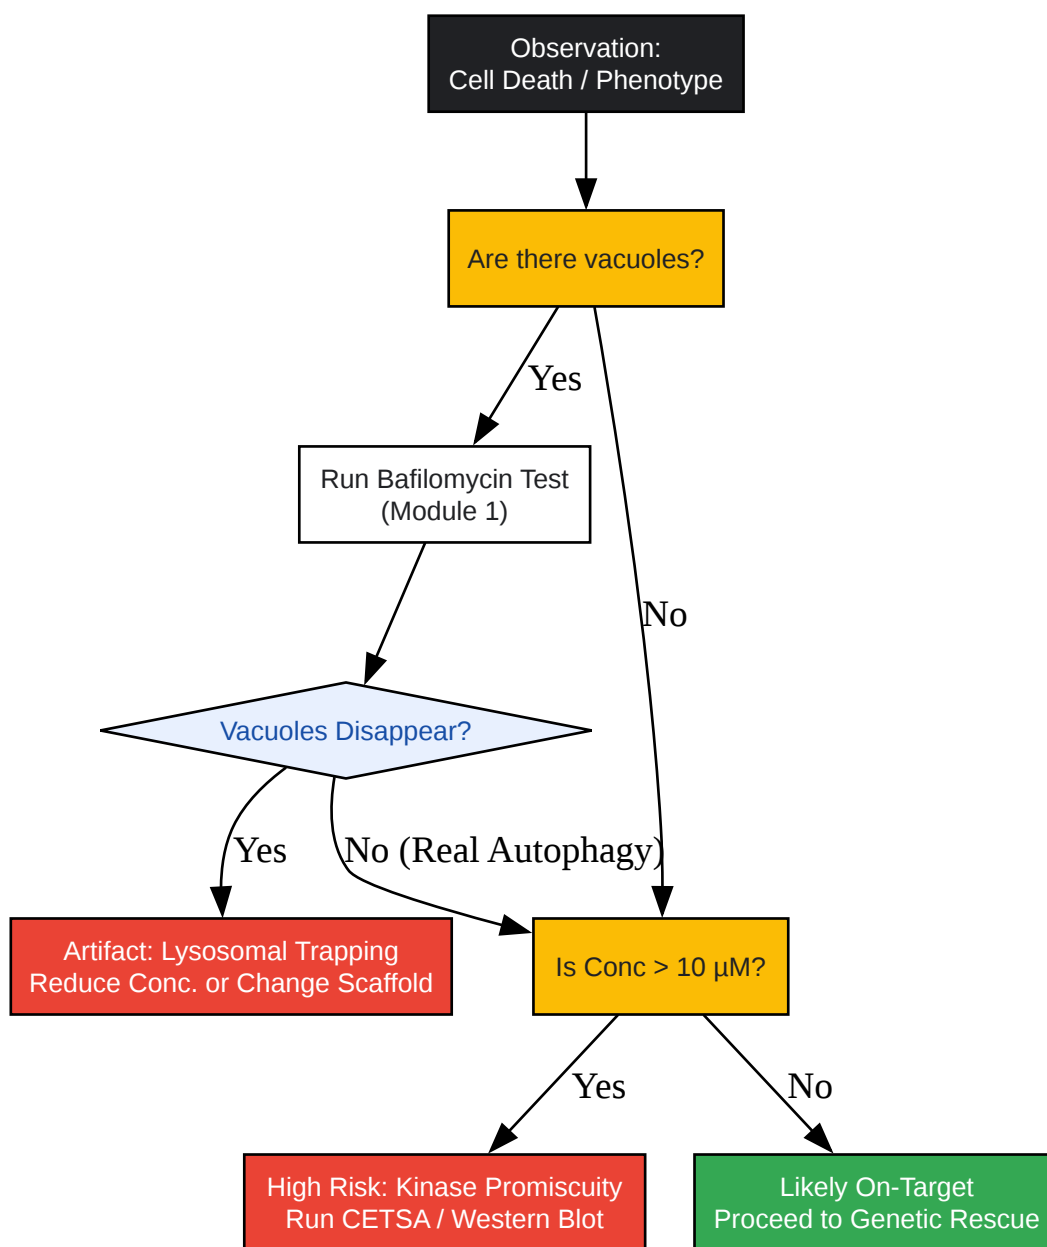 Observation:
Cell Death / Phenotype
Are there vacuoles?
Yes
Run Bafilomycin Test
(Module 1)
No
Vacuoles Disappear?
Yes
No (Real Autophagy)
Artifact: Lysosomal Trapping
Reduce Conc. or Change Scaffold
Is Conc > 10 µM?
Yes
No
High Risk: Kinase Promiscuity
Run CETSA / Western Blot
Likely On-Target
Proceed to Genetic Rescue